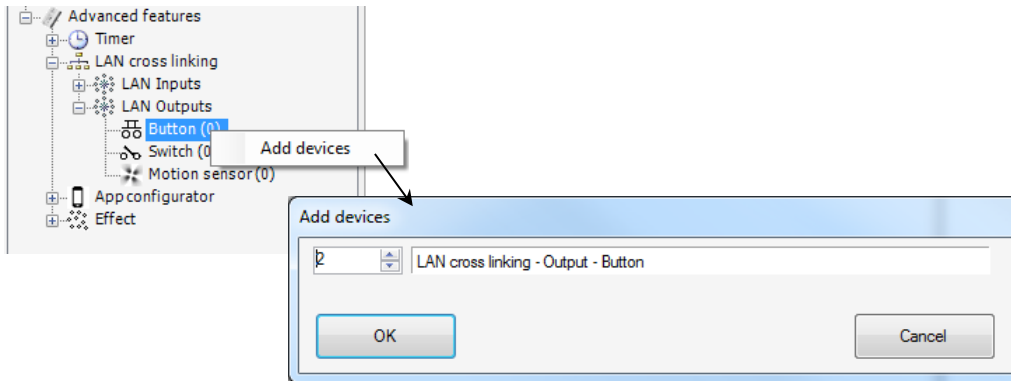 Advanced features
Timer
LAN cross linking
LAN Inputs
LAN Outputs
Button (0)
Switch (0
Add devices
Motion sensor (0)
App configurator
Effect
Add devices
2
LAN cross linking - Output - Button
OK
Cancel